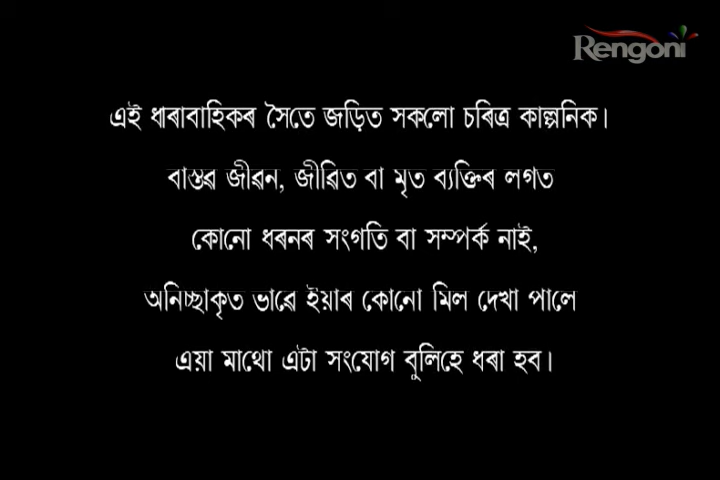 Rengoni
এই ধাৰাবাহিকৰ সৈতে জড়িত সকলো চৰিত্ৰ কাল্পনিক।
বাস্তৱ জীৱন, জীৱিত বা মৃত ব্যক্তিৰ লগত
কোনো ধৰনৰ সংগতি বা সম্পৰ্ক নাই,
অনিচ্ছাকৃত ভাৱে ইয়াৰ কোনো মিল দেখা পালে
এয়া মাথো এটা সংযোগ বুলিহে ধৰা হব।